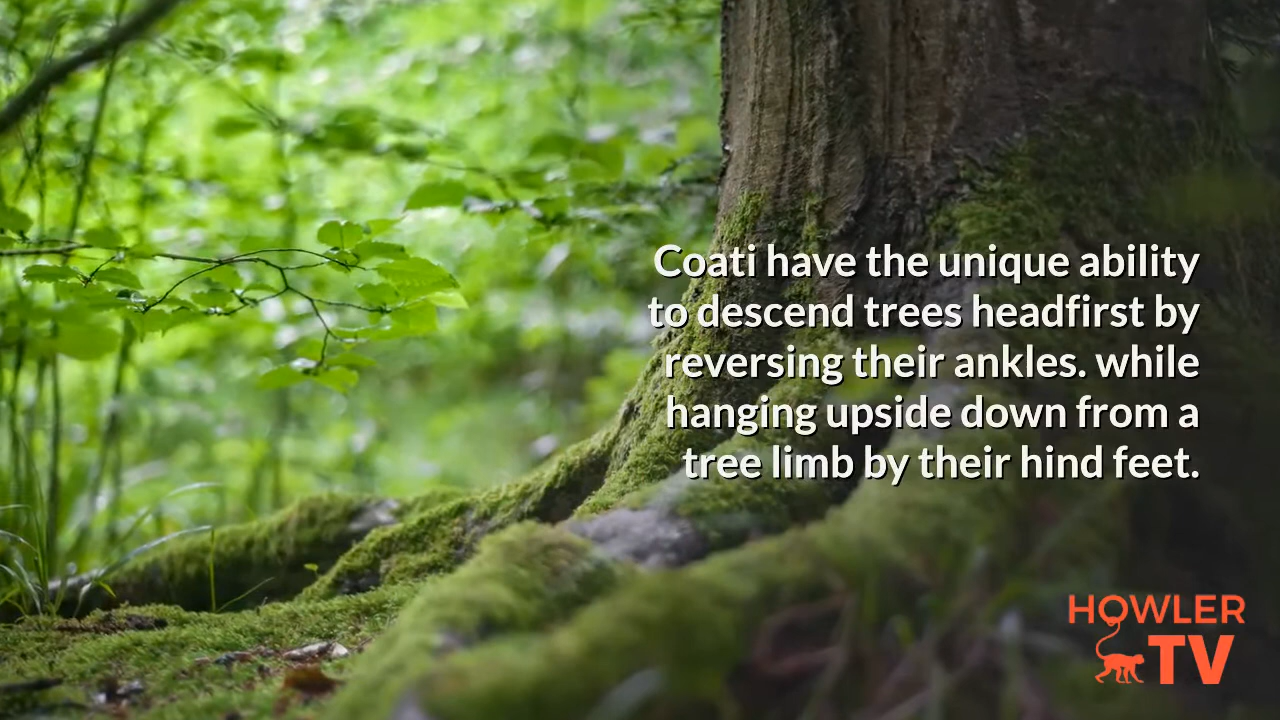 Coati have the unique ability
to descend trees headfirst by
reversing their ankles. while
hanging upside down from a
tree limb by their hind feet.
HOWLER
TV